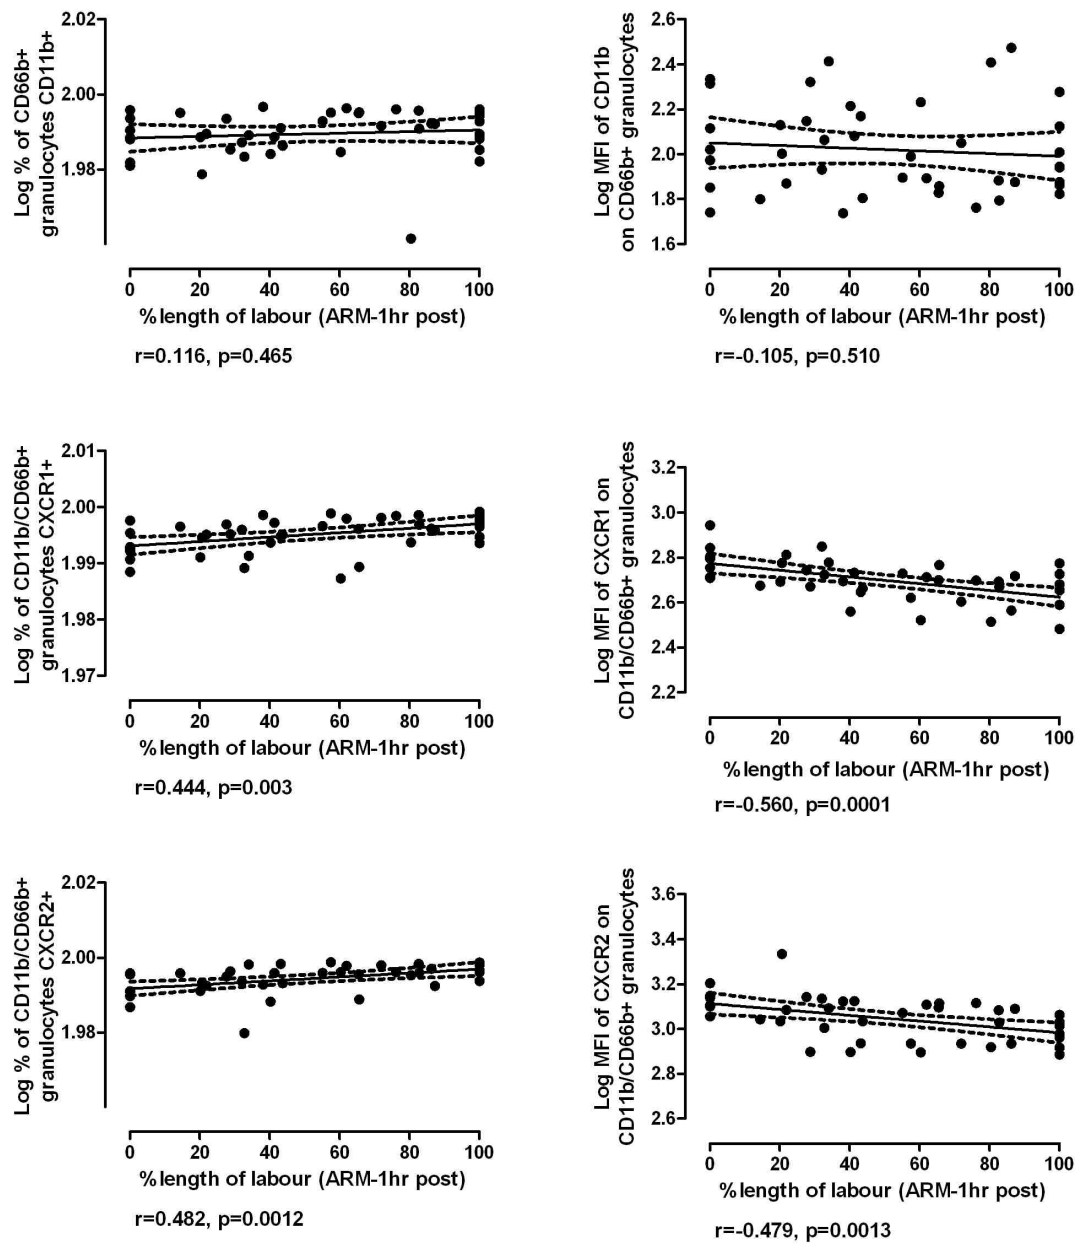 Log % of CD66b+
granulocytes CD11b+
2.02
2.00
1.98
0 20 40 60 80 100
%length of labour (ARM-1hr post)
r=0.116, p=0.465
Log MFI of CD11b
on CD66b+ granulocytes
2.6
2.4
2.2
2.0
1.8
1.6
0 20 40 60 80 100
%length of labour (ARM-1hr post)
r=-0.105, p=0.510
Log % of CD11b/CD66b+
granulocytes CXCR1+
2.01
2.00
1.99
1.98
1.97
0 20 40 60 80 100
%length of labour (ARM-1hr post)
r=0.444, p=0.003
Log MFI of CXCR1 on
CD11b/CD66b+ granulocytes
3.2
3.0
2.8
2.6
2.4
2.2
0 20 40 60 80 100
%length of labour (ARM-1hr post)
r=-0.560, p=0.0001
Log % of CD11b/CD66b+
granulocytes CXCR2+
2.02
2.00
1.98
0 20 40 60 80 100
%length of labour (ARM-1hr post)
r=0.482, p=0.0012
Log MFI of CXCR2 on
CD11b/CD66b+ granulocytes
3.6
3.4
3.2
3.0
2.8
2.6
0 20 40 60 80 100
%length of labour (ARM-1hr post)
r=-0.479, p=0.0013